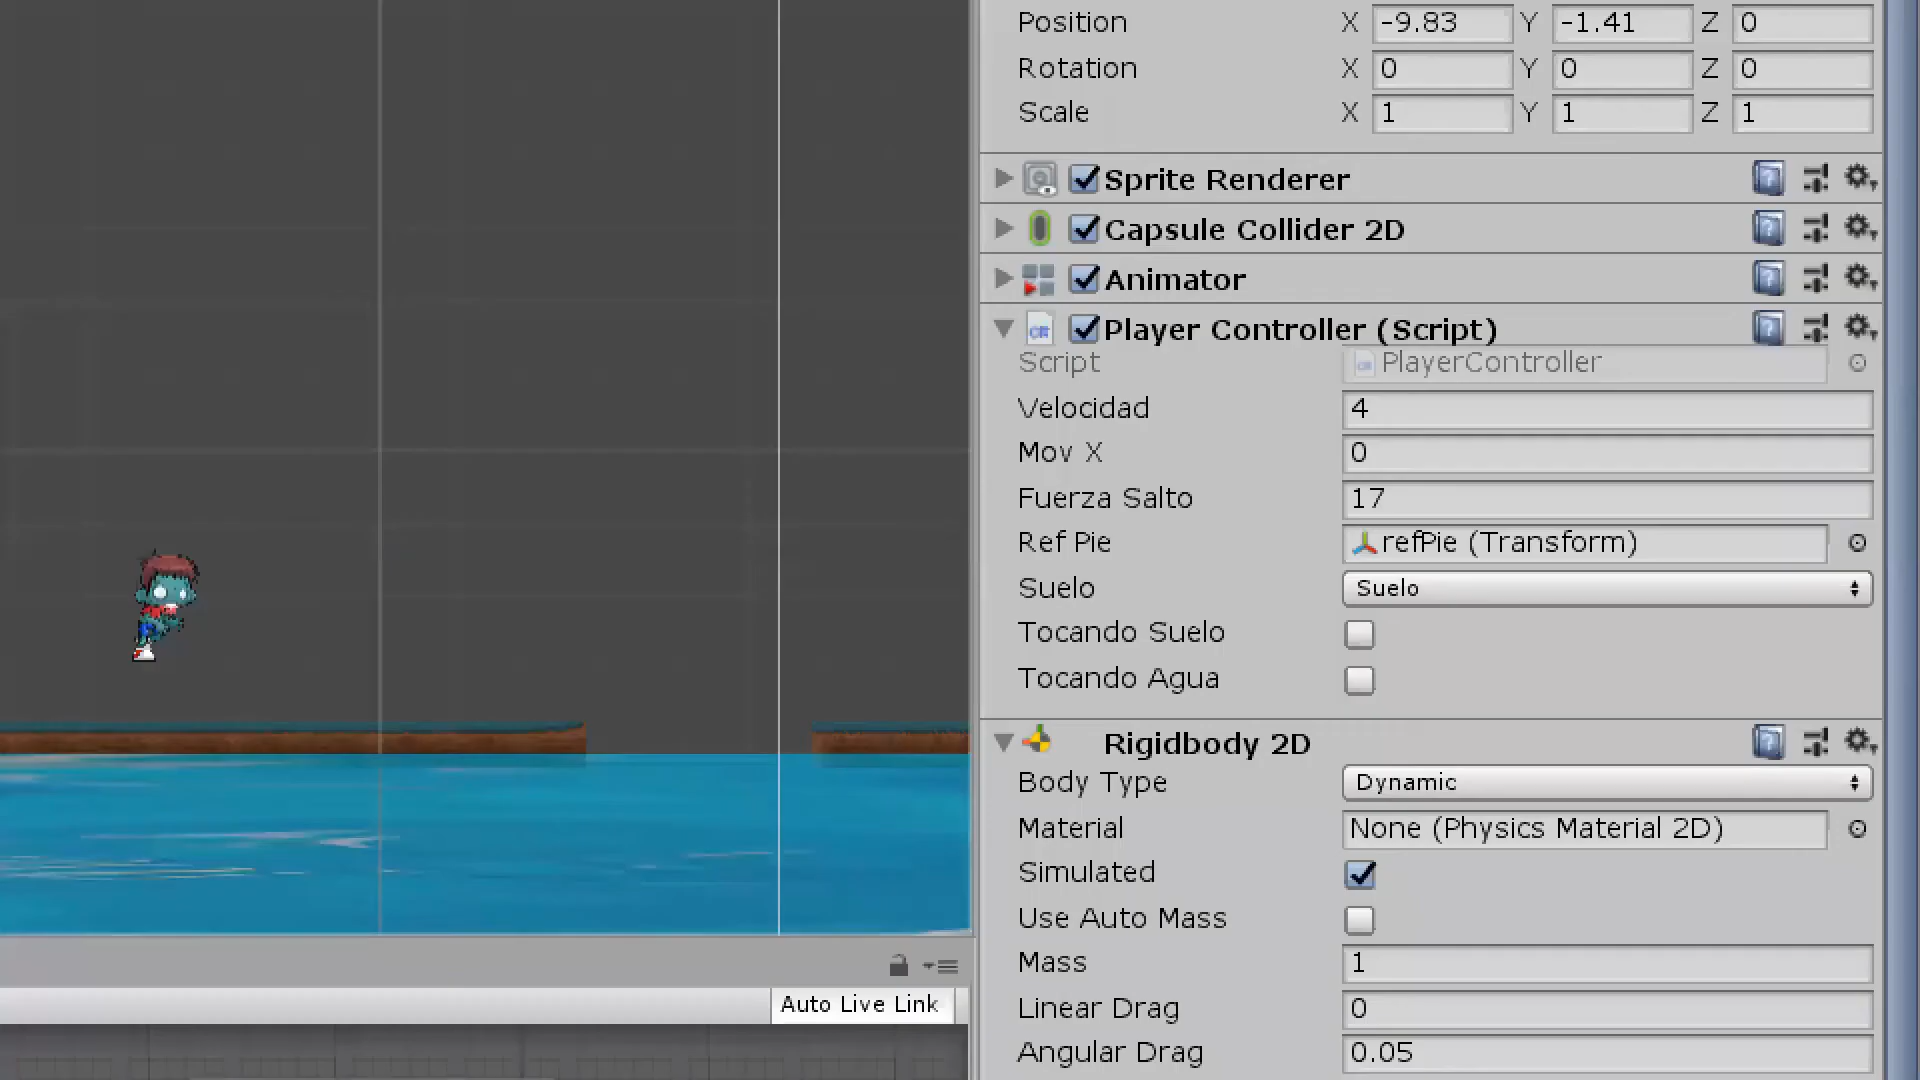 Position X -9.83 Y -1.41 Z 0
Rotation X 0 Y 0 Z 0
Scale X 1 Y 1 Z 1
Sprite Renderer
Capsule Collider 2D
Animator
Player Controller (Script)
Script PlayerController
Velocidad 4
Mov X 0
Fuerza Salto 17
Ref Pie refPie (Transform)
Suelo Suelo
Tocando Suelo
Tocando Agua
Rigidbody 2D
Body Type Dynamic
Material None (Physics Material 2D)
Simulated
Use Auto Mass
Mass 1
Linear Drag 0
Angular Drag 0.05
Auto Live Link